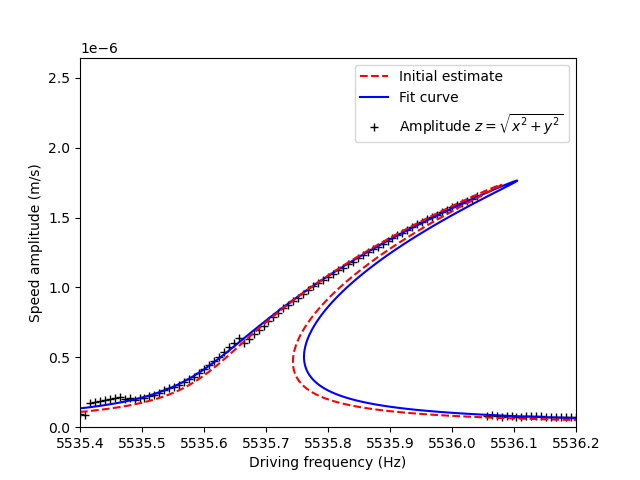 1e−6
2.5
2.0
1.5
1.0
0.5
0.0
Speed amplitude (m/s)
Initial estimate
Fit curve
Amplitude z = √x² + y²
5535.4 5535.5 5535.6 5535.7 5535.8 5535.9 5536.0 5536.1 5536.2
Driving frequency (Hz)